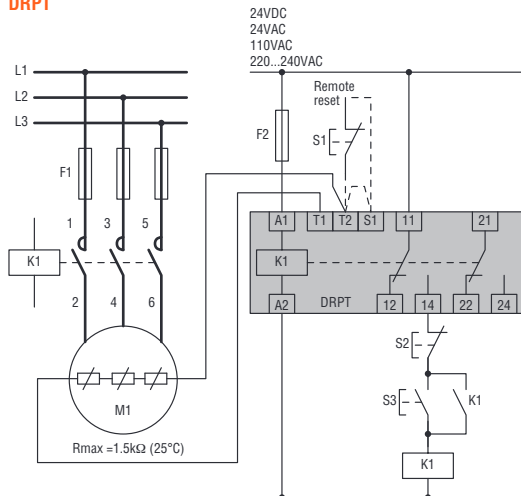 DRPT
24VDC
24VAC
110VAC
220...240VAC
L1
L2
L3
Remote
reset
F2
S1
F1
1 3 5
A1 T1 T2 S1 11 21
K1
K1
2 4 6
A2 DRPT 12 14 22 24
S2
M1
S3 K1
Rmax =1.5kΩ (25°C)
K1